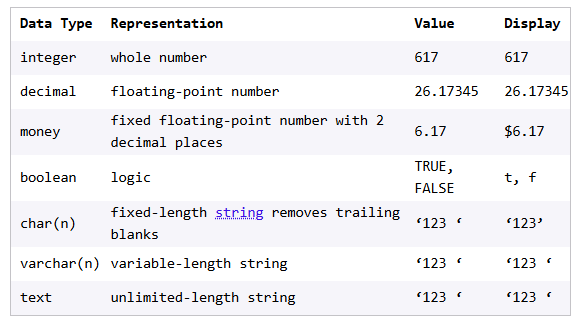 Data Type Representation Value Display
integer whole number 617 617
decimal floating-point number 26.17345 26.17345
money fixed floating-point number with 2 decimal places 6.17 $6.17
boolean logic TRUE, FALSE t, f
char(n) fixed-length string removes trailing blanks ‘123 ‘ ‘123’
varchar(n) variable-length string ‘123 ‘ ‘123 ‘
text unlimited-length string ‘123 ‘ ‘123 ‘